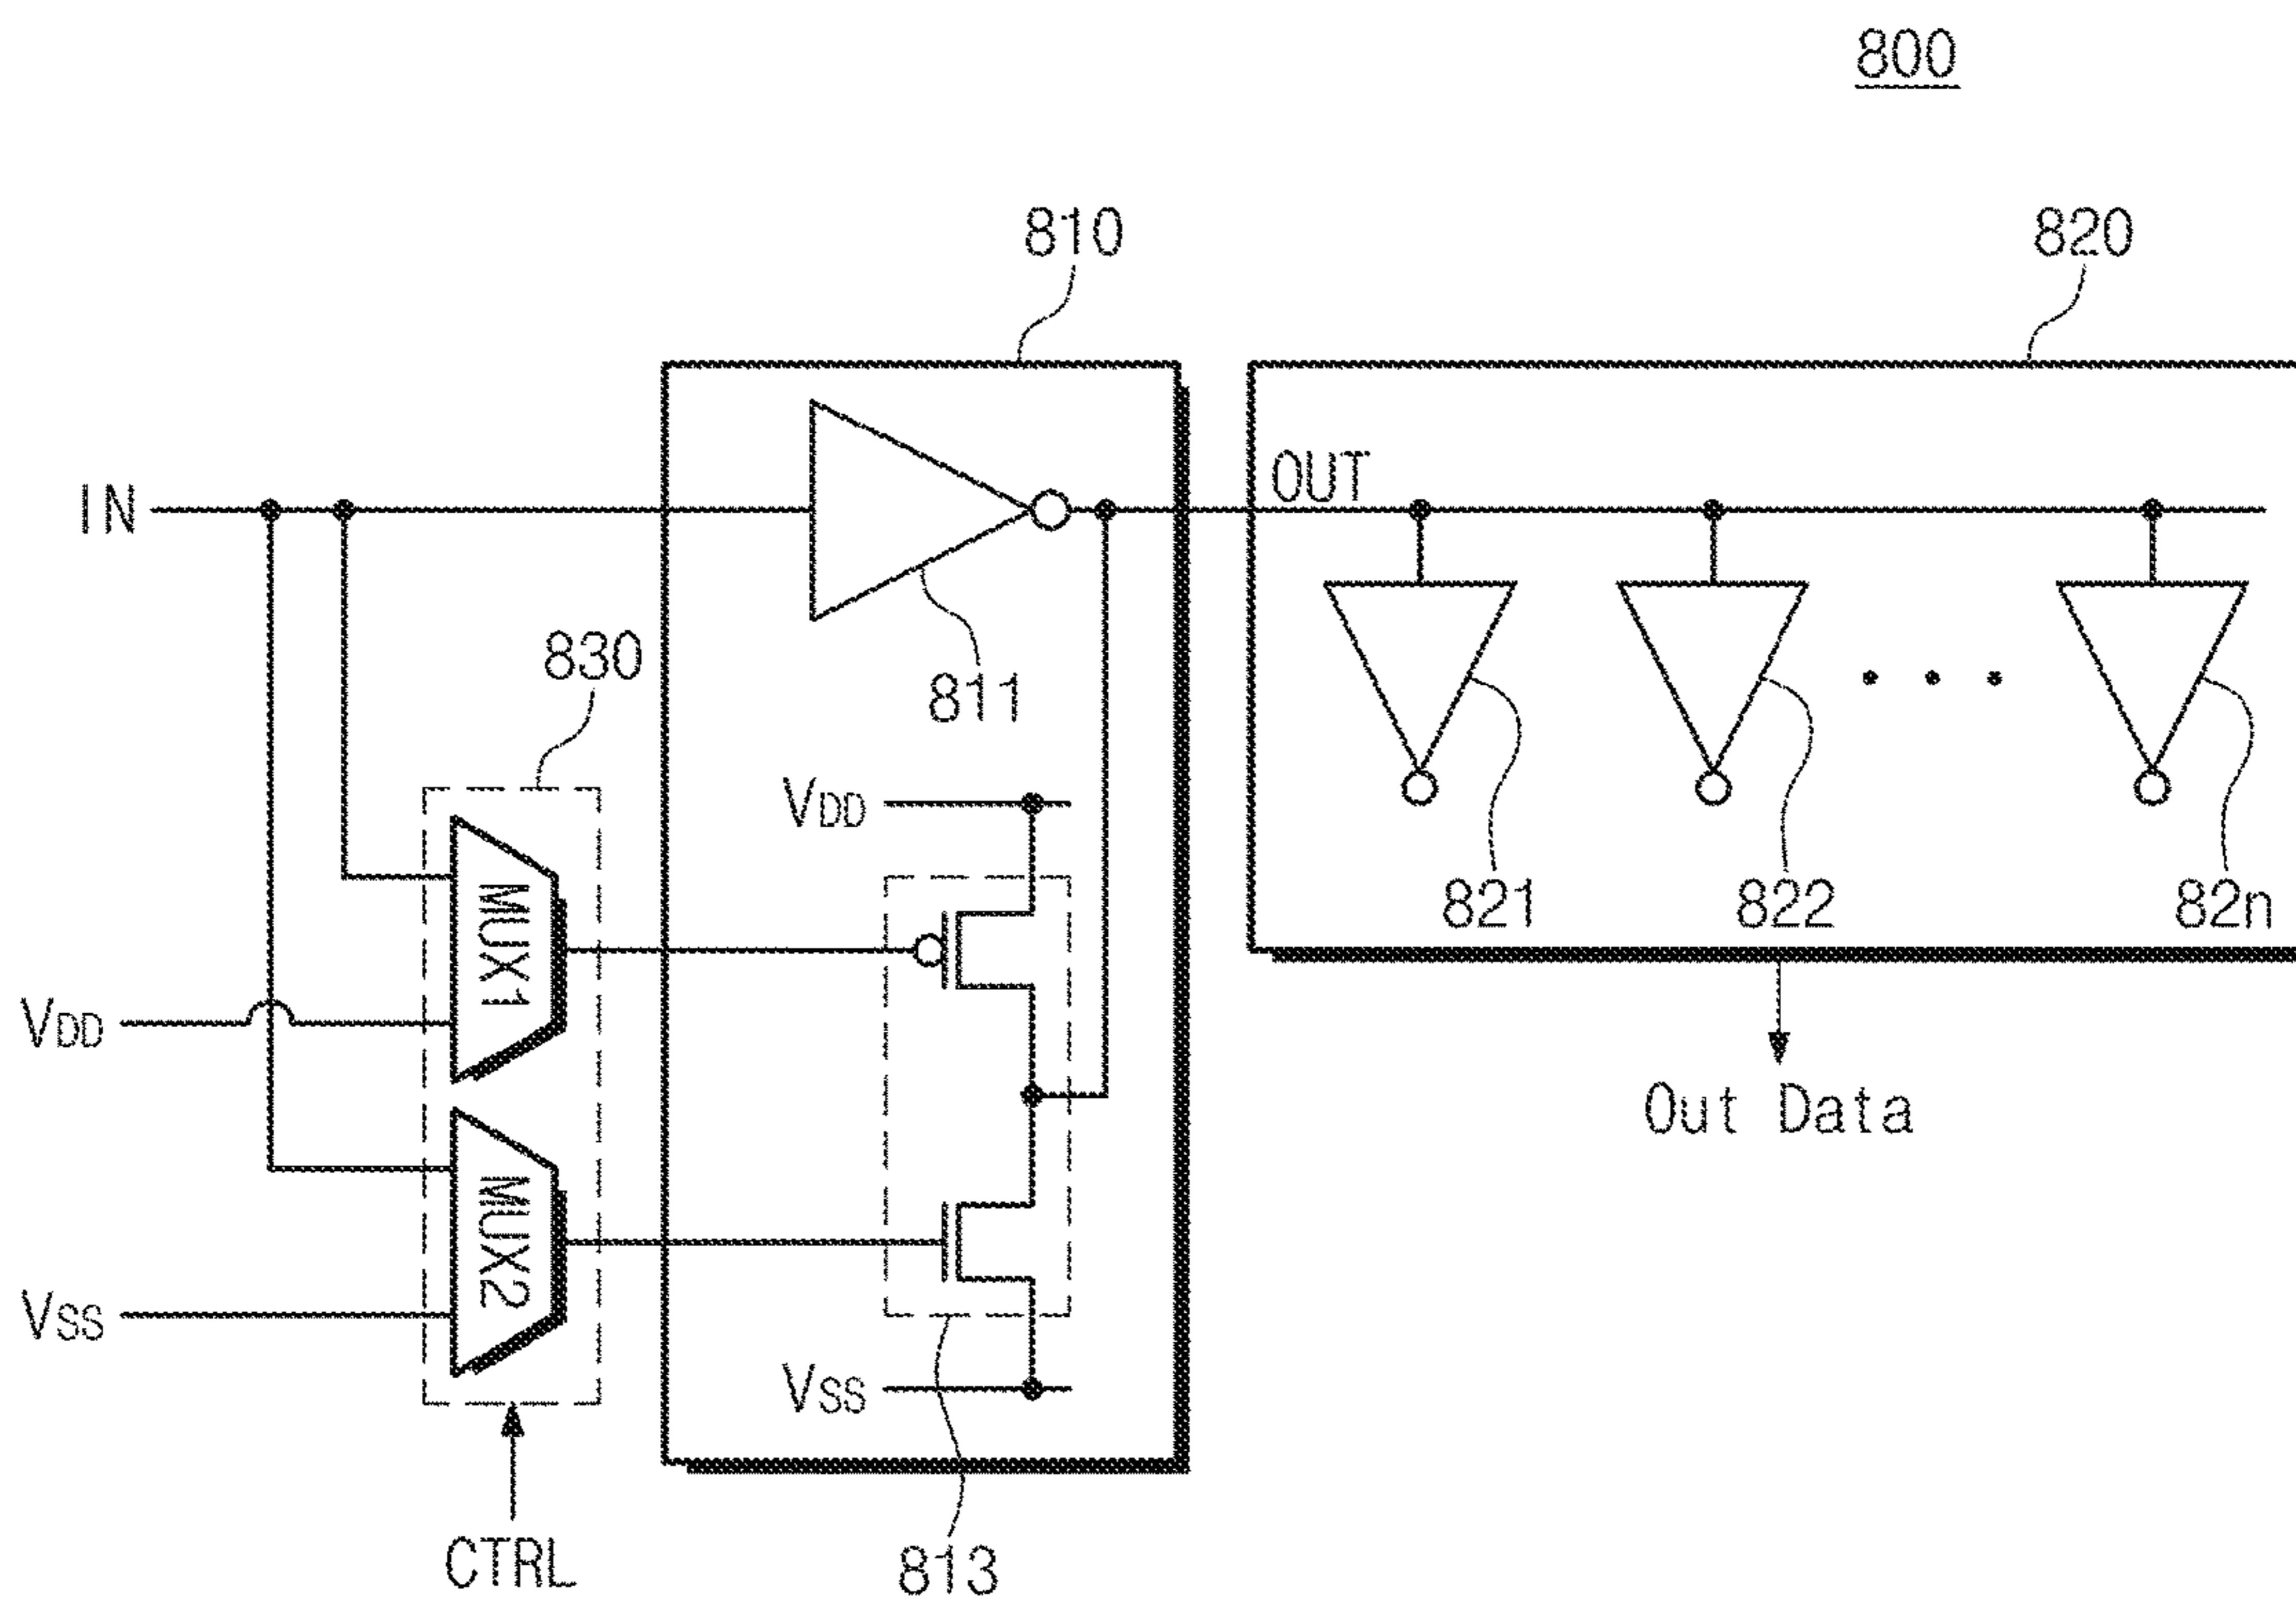 800
810
820
IN
OUT
830
811
VDD
MUX1
821
822
82n
VDD
Out Data
MUX2
VSS
VSS
CTRL
813